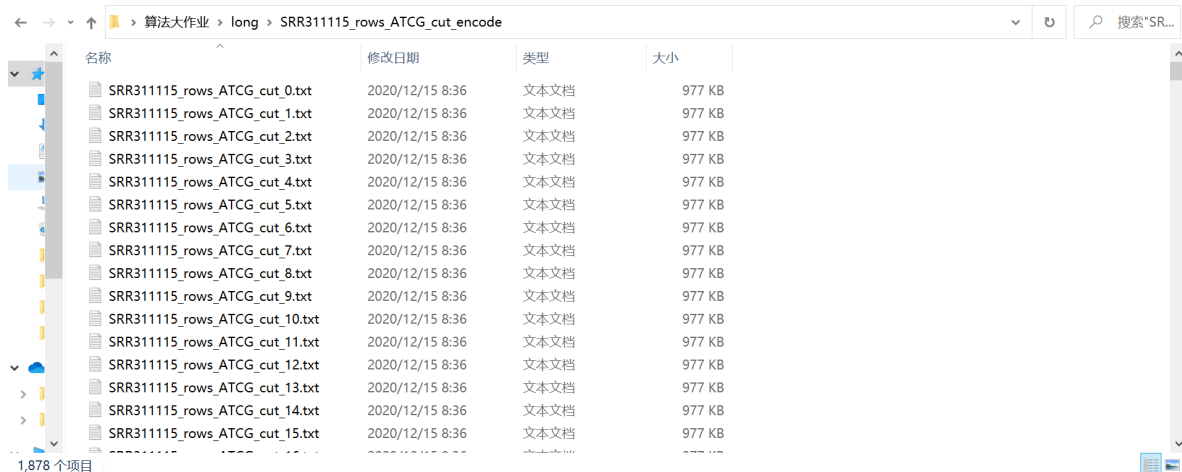 算法大作业 › long › SRR311115_rows_ATCG_cut_encode 搜索"SR...
名称 修改日期 类型 大小
SRR311115_rows_ATCG_cut_0.txt 2020/12/15 8:36 文本文档 977 KB
SRR311115_rows_ATCG_cut_1.txt 2020/12/15 8:36 文本文档 977 KB
SRR311115_rows_ATCG_cut_2.txt 2020/12/15 8:36 文本文档 977 KB
SRR311115_rows_ATCG_cut_3.txt 2020/12/15 8:36 文本文档 977 KB
SRR311115_rows_ATCG_cut_4.txt 2020/12/15 8:36 文本文档 977 KB
SRR311115_rows_ATCG_cut_5.txt 2020/12/15 8:36 文本文档 977 KB
SRR311115_rows_ATCG_cut_6.txt 2020/12/15 8:36 文本文档 977 KB
SRR311115_rows_ATCG_cut_7.txt 2020/12/15 8:36 文本文档 977 KB
SRR311115_rows_ATCG_cut_8.txt 2020/12/15 8:36 文本文档 977 KB
SRR311115_rows_ATCG_cut_9.txt 2020/12/15 8:36 文本文档 977 KB
SRR311115_rows_ATCG_cut_10.txt 2020/12/15 8:36 文本文档 977 KB
SRR311115_rows_ATCG_cut_11.txt 2020/12/15 8:36 文本文档 977 KB
SRR311115_rows_ATCG_cut_12.txt 2020/12/15 8:36 文本文档 977 KB
SRR311115_rows_ATCG_cut_13.txt 2020/12/15 8:36 文本文档 977 KB
SRR311115_rows_ATCG_cut_14.txt 2020/12/15 8:36 文本文档 977 KB
SRR311115_rows_ATCG_cut_15.txt 2020/12/15 8:36 文本文档 977 KB
1,878 个项目